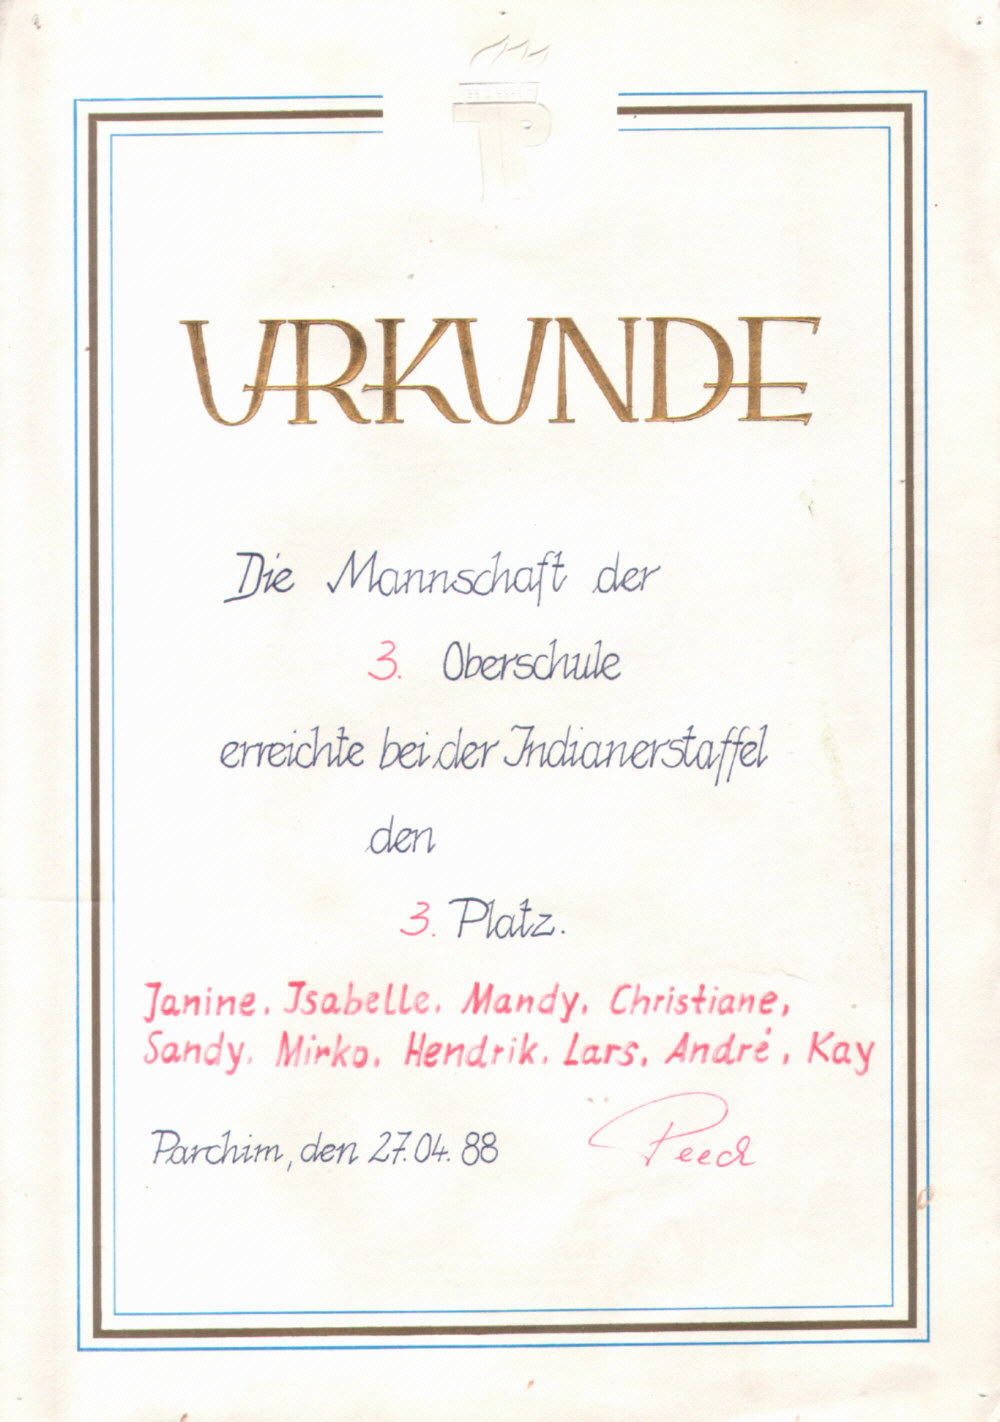 URKUNDE
Die Mannschaft der
3. Oberschule
erreichte bei der Indianerstaffel
den
3. Platz.
Janine, Isabelle, Mandy, Christiane,
Sandy, Mirko, Hendrik, Lars, André, Kay
Parchim, den 27.04.88